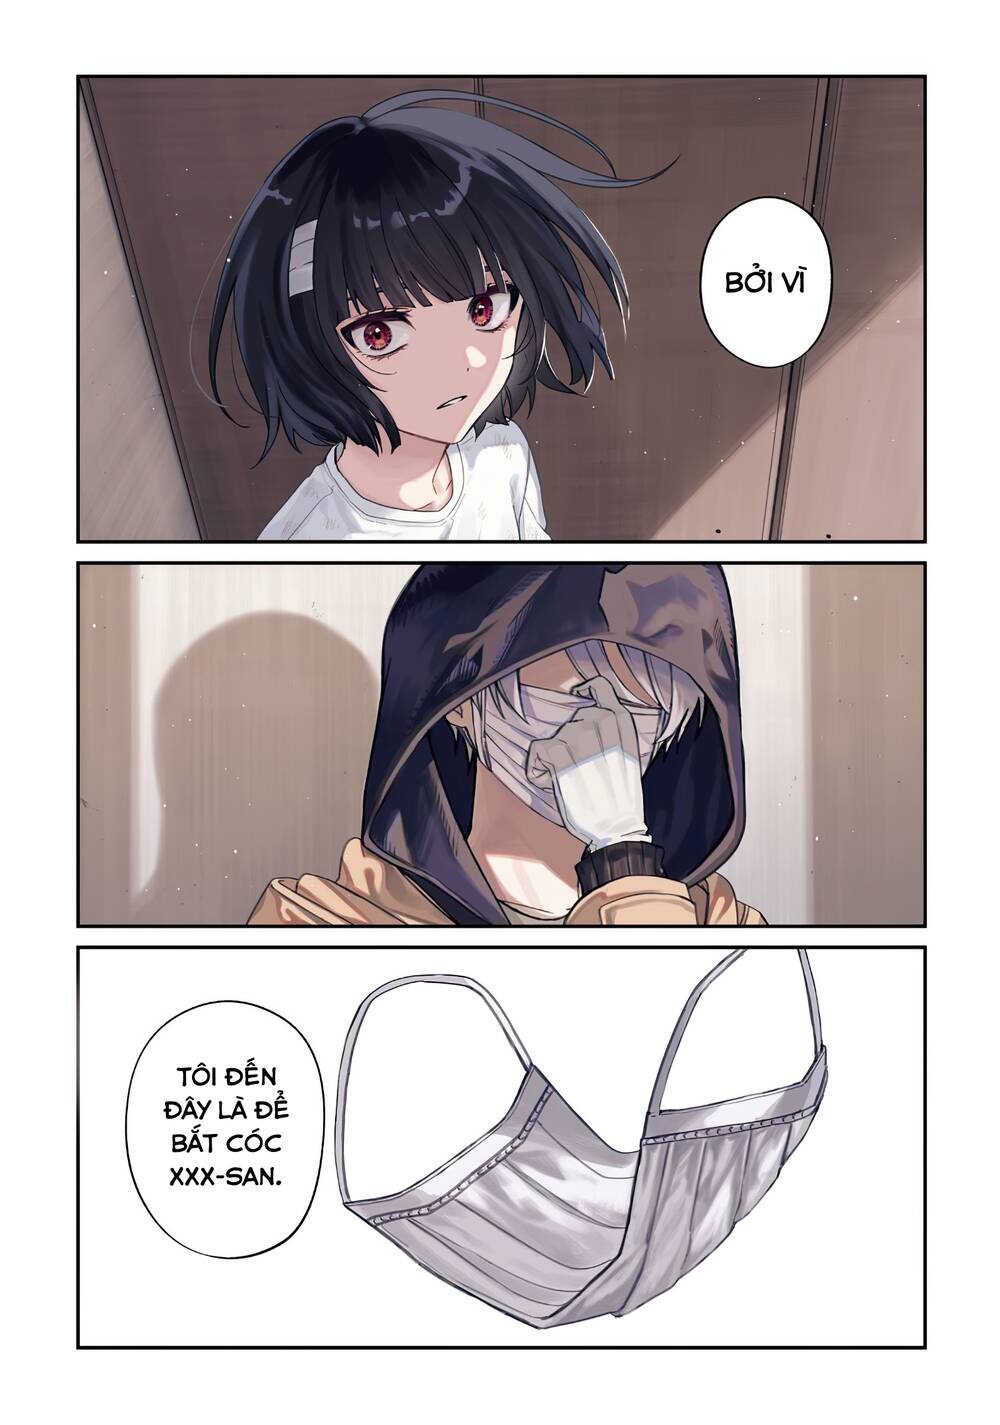 BỞI VÌ
TÔI ĐẾN
ĐÂY LÀ ĐỂ
BẮT CÓC
XXX-SAN.